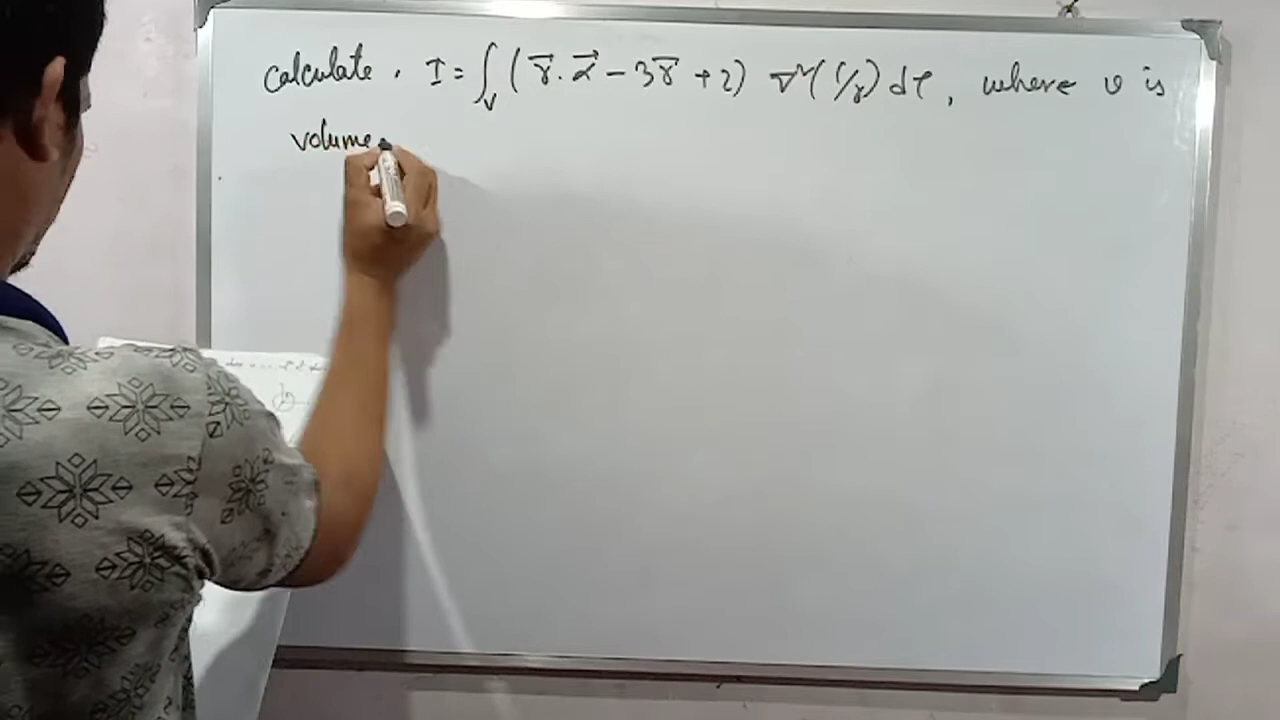 calculate . I = ∫_V ( r⃗ . α⃗ − 3r̅ + 2 ) ∇²( 1/r ) dτ , where v is
volume